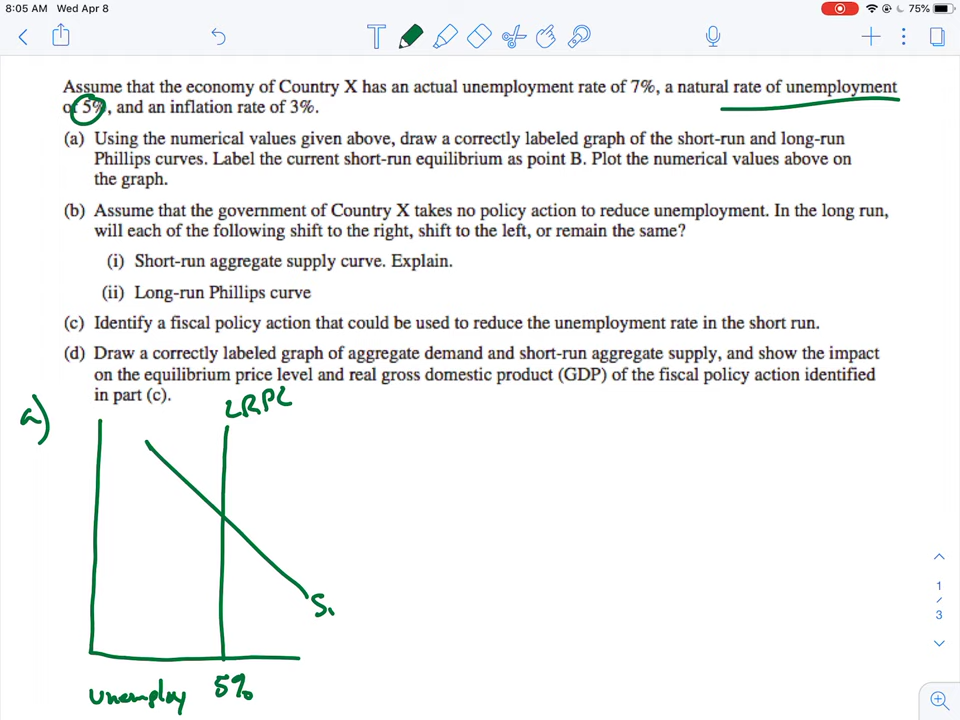 8:05 AM Wed Apr 8
75%
Assume that the economy of Country X has an actual unemployment rate of 7%, a natural rate of unemployment
of 5%, and an inflation rate of 3%.
(a) Using the numerical values given above, draw a correctly labeled graph of the short-run and long-run
Phillips curves. Label the current short-run equilibrium as point B. Plot the numerical values above on
the graph.
(b) Assume that the government of Country X takes no policy action to reduce unemployment. In the long run,
will each of the following shift to the right, shift to the left, or remain the same?
(i) Short-run aggregate supply curve. Explain.
(ii) Long-run Phillips curve
(c) Identify a fiscal policy action that could be used to reduce the unemployment rate in the short run.
(d) Draw a correctly labeled graph of aggregate demand and short-run aggregate supply, and show the impact
on the equilibrium price level and real gross domestic product (GDP) of the fiscal policy action identified
in part (c).
a)
LRPC
S
unemploy 5%
1
/
3